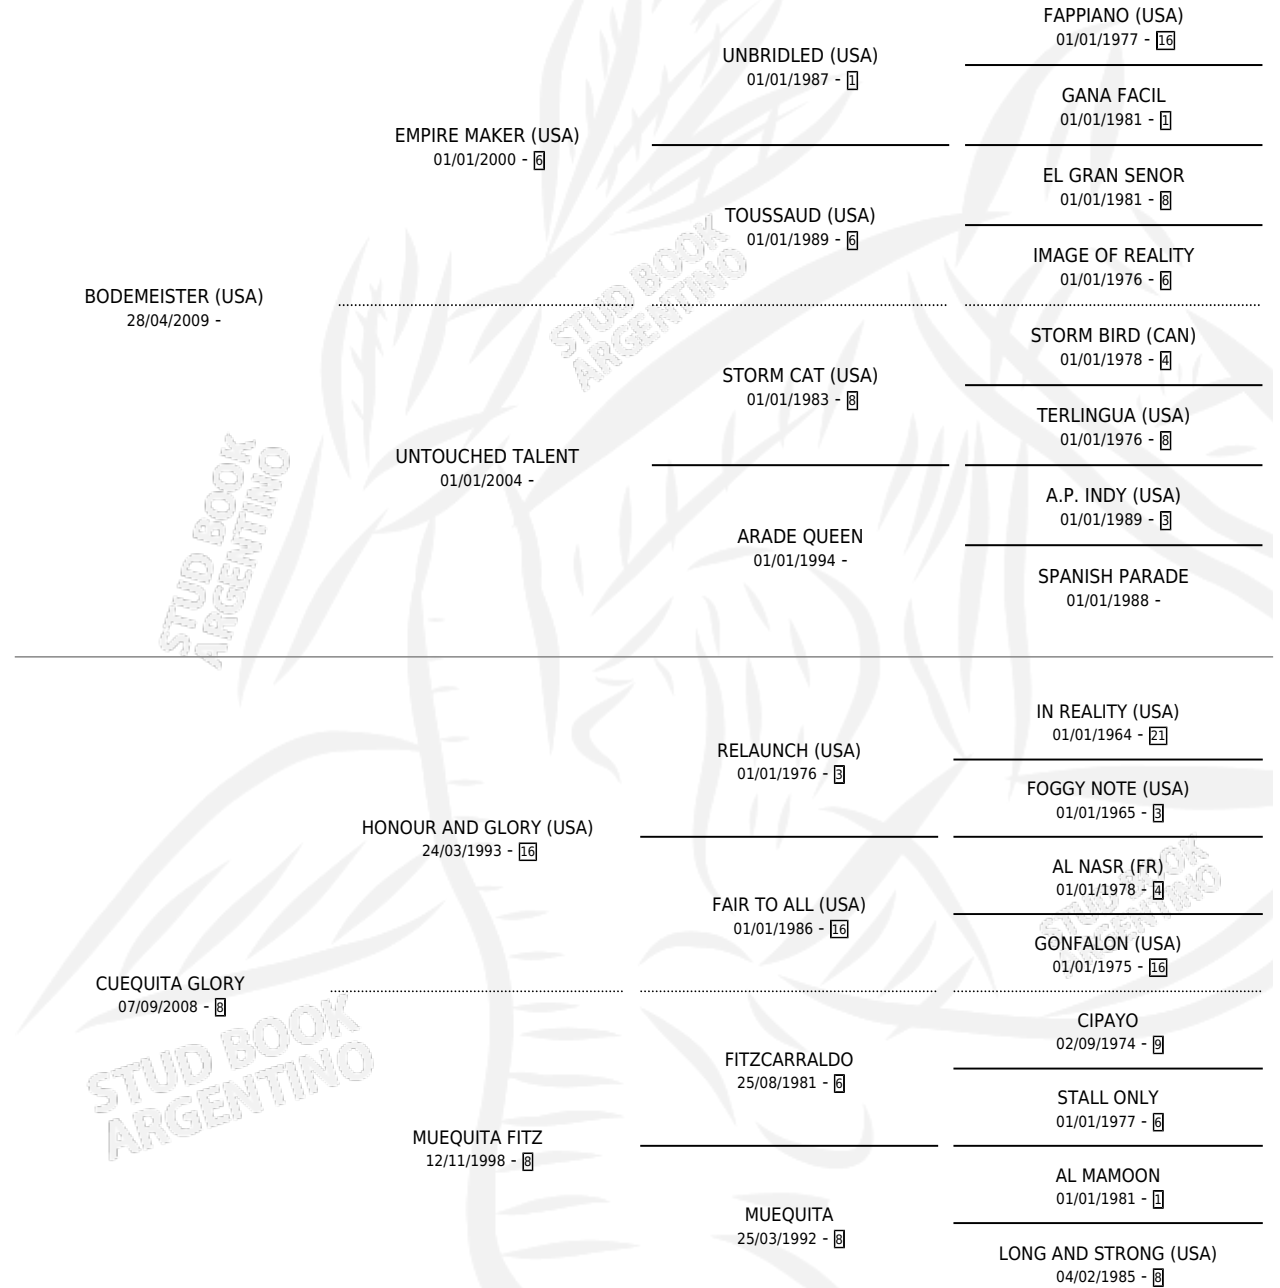 FAPPIANO (USA)
01/01/1977 - 16
UNBRIDLED (USA)
01/01/1987 - 1
GANA FACIL
01/01/1981 - 1
EMPIRE MAKER (USA)
01/01/2000 - 6
EL GRAN SENOR
01/01/1981 - 8
TOUSSAUD (USA)
01/01/1989 - 6
IMAGE OF REALITY
01/01/1976 - 6
BODEMEISTER (USA)
28/04/2009 -
STORM BIRD (CAN)
01/01/1978 - 4
STORM CAT (USA)
01/01/1983 - 8
TERLINGUA (USA)
01/01/1976 - 8
UNTOUCHED TALENT
01/01/2004 -
A.P. INDY (USA)
01/01/1989 - 3
ARADE QUEEN
01/01/1994 -
SPANISH PARADE
01/01/1988 -
STUD BOOK
ARGENTINO
STUD BOOK
ARGENTINO
IN REALITY (USA)
01/01/1964 - 21
RELAUNCH (USA)
01/01/1976 - 3
FOGGY NOTE (USA)
01/01/1965 - 3
HONOUR AND GLORY (USA)
24/03/1993 - 16
AL NASR (FR)
01/01/1978 - 4
FAIR TO ALL (USA)
01/01/1986 - 16
GONFALON (USA)
01/01/1975 - 16
CUEQUITA GLORY
07/09/2008 - 8
CIPAYO
02/09/1974 - 9
FITZCARRALDO
25/08/1981 - 6
STALL ONLY
01/01/1977 - 6
MUEQUITA FITZ
12/11/1998 - 8
AL MAMOON
01/01/1981 - 1
MUEQUITA
25/03/1992 - 8
LONG AND STRONG (USA)
04/02/1985 - 8
STUD BOOK
ARGENTINO
STUD BOOK
ARGENTINO